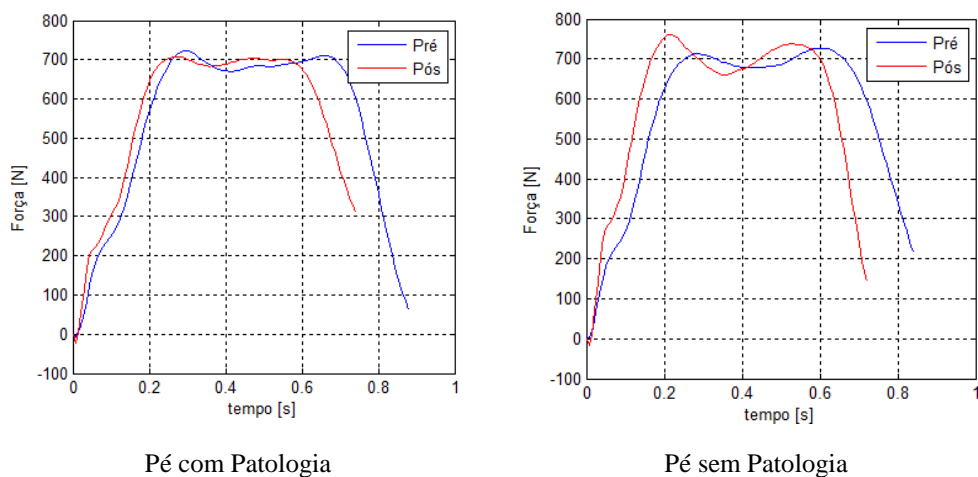 800
700
600
500
400
300
200
100
0
-100
0 0.2 0.4 0.6 0.8 1
Força [N]
tempo [s]
Pré
Pós
Pé com Patologia
800
700
600
500
400
300
200
100
0
-100
0 0.2 0.4 0.6 0.8 1
Força [N]
tempo [s]
Pré
Pós
Pé sem Patologia